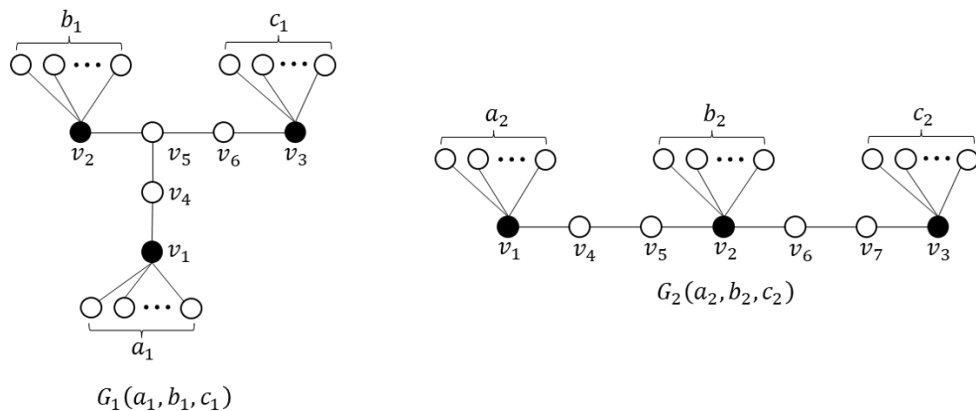 b₁
c₁
v₂
v₅
v₆
v₃
v₄
v₁
a₁
G₁(a₁, b₁, c₁)
a₂
b₂
c₂
v₁
v₄
v₅
v₂
v₆
v₇
v₃
G₂(a₂, b₂, c₂)